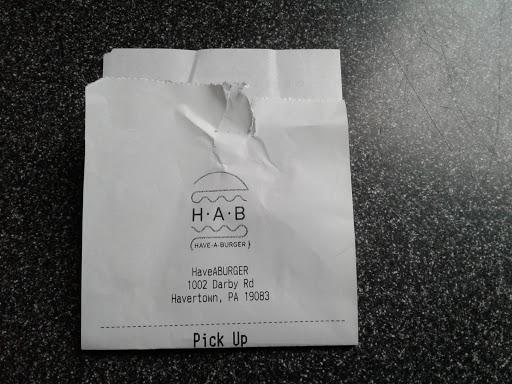 H·A·B
(HAVE-A-BURGER)
HaveABURGER
1002 Darby Rd
Havertown, PA 19083
Pick Up